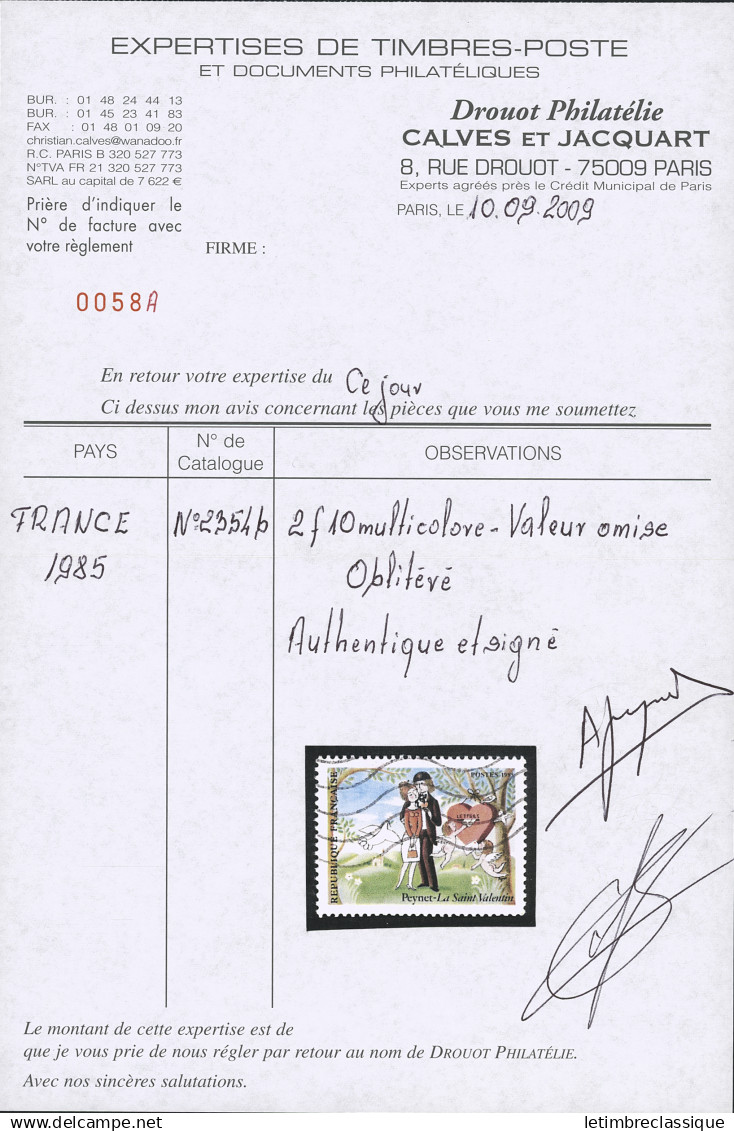 EXPERTISES DE TIMBRES-POSTE
ET DOCUMENTS PHILATÉLIQUES
BUR. : 01 48 24 44 13
BUR. : 01 45 23 41 83
FAX : 01 48 01 09 20
christian.calves@wanadoo.fr
R.C. PARIS B 320 527 773
N°TVA FR 21 320 527 773
SARL au capital de 7 622 €
Prière d'indiquer le
N° de facture avec
votre règlement
Drouot Philatélie
CALVES ET JACQUART
8, RUE DROUOT - 75009 PARIS
Experts agréés près le Crédit Municipal de Paris
PARIS, LE 10.09.2009
FIRME :
0058A
En retour votre expertise du Ce jour
Ci dessus mon avis concernant les pièces que vous me soumettez
PAYS
N° de
Catalogue
OBSERVATIONS
FRANCE
1985
N°2354b
2f10 multicolore - Valeur omise
Oblitéré
Authentique et signé
POSTES 1985
REPUBLIQUE FRANÇAISE
LETTRES
Peynet-La Saint Valentin
Le montant de cette expertise est de
que je vous prie de nous régler par retour au nom de DROUOT PHILATÉLIE.
Avec nos sincères salutations.
delcampe.net
letimbreclassique